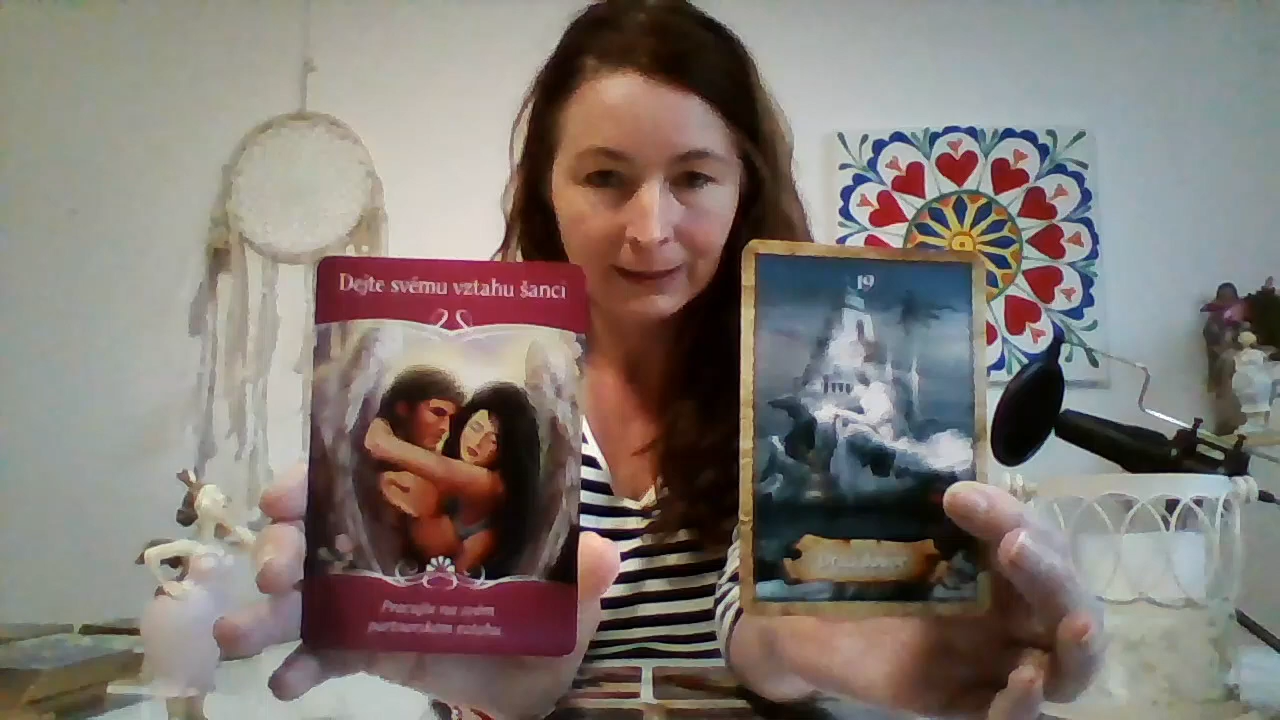 Dejte svému vztahu šanci
Pracujte na svém
partnerském vztahu
19